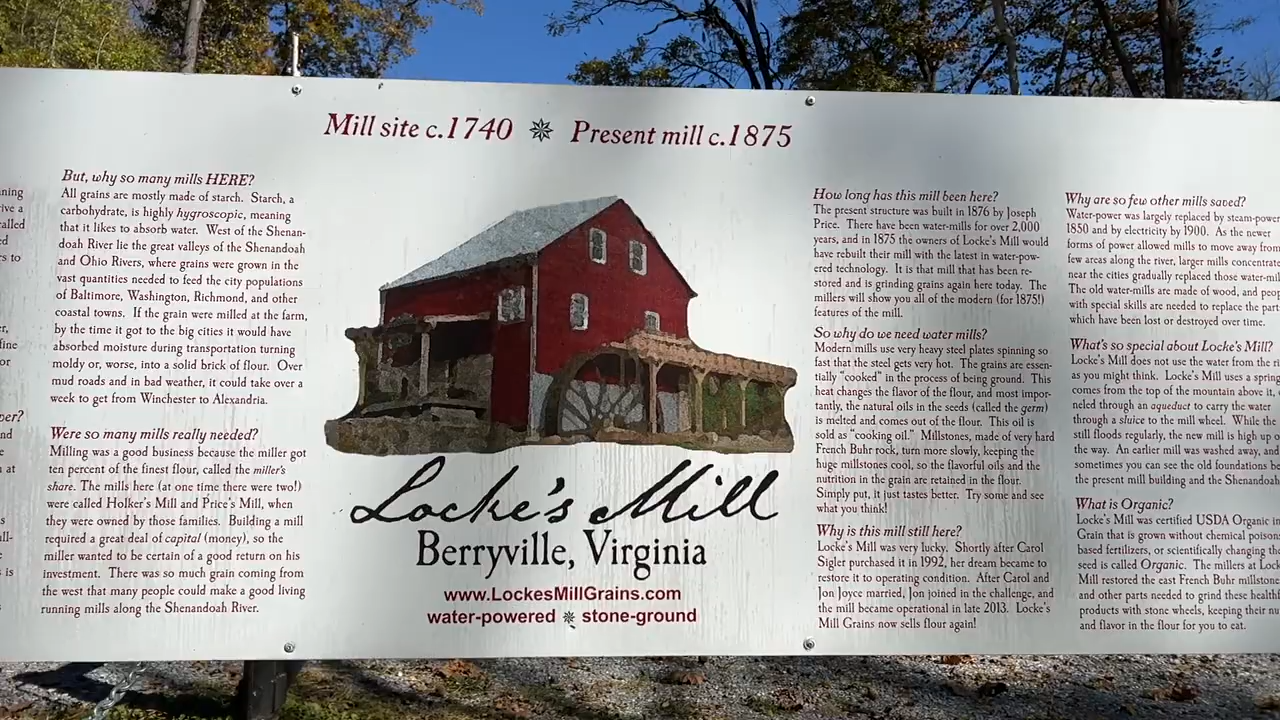 Mill site c.1740 ✵ Present mill c.1875
But, why so many mills HERE?
All grains are mostly made of starch. Starch, a
carbohydrate, is highly hygroscopic, meaning
that it likes to absorb water. West of the Shenan-
doah River lie the great valleys of the Shenandoah
and Ohio Rivers, where grains were grown in the
vast quantities needed to feed the city populations
of Baltimore, Washington, Richmond, and other
coastal towns. If the grain were milled at the farm,
by the time it got to the big cities it would have
absorbed moisture during transportation turning
moldy or, worse, into a solid brick of flour. Over
mud roads and in bad weather, it could take over a
week to get from Winchester to Alexandria.
Were so many mills really needed?
Milling was a good business because the miller got
ten percent of the finest flour, called the miller's
share. The mills here (at one time there were two!)
were called Holker's Mill and Price's Mill, when
they were owned by those families. Building a mill
required a great deal of capital (money), so the
miller wanted to be certain of a good return on his
investment. There was so much grain coming from
the west that many people could make a good living
running mills along the Shenandoah River.
Locke's Mill
Berryville, Virginia
www.LockesMillGrains.com
water-powered ✵ stone-ground
How long has this mill been here?
The present structure was built in 1876 by Joseph
Price. There have been water-mills for over 2,000
years, and in 1875 the owners of Locke's Mill would
have rebuilt their mill with the latest in water-pow-
ered technology. It is that mill that has been re-
stored and is grinding grains again here today. The
millers will show you all of the modern (for 1875!)
features of the mill.
So why do we need water mills?
Modern mills use very heavy steel plates spinning so
fast that the steel gets very hot. The grains are essen-
tially "cooked" in the process of being ground. This
heat changes the flavor of the flour, and most impor-
tantly, the natural oils in the seeds (called the germ)
is melted and comes out of the flour. This oil is
sold as "cooking oil." Millstones, made of very hard
French Buhr rock, turn more slowly, keeping the
huge millstones cool, so the flavorful oils and the
nutrition in the grain are retained in the flour.
Simply put, it just tastes better. Try some and see
what you think!
Why is this mill still here?
Locke's Mill was very lucky. Shortly after Carol
Sigler purchased it in 1992, her dream became to
restore it to operating condition. After Carol and
Jon Joyce married, Jon joined in the challenge, and
the mill became operational in late 2013. Locke's
Mill Grains now sells flour again!
Why are so few other mills saved?
Water-power was largely replaced by steam-power
1850 and by electricity by 1900. As the newer
forms of power allowed mills to move away from
few areas along the river, larger mills concentrate
near the cities gradually replaced those water-mil
The old water-mills are made of wood, and peop
with special skills are needed to replace the part
which have been lost or destroyed over time.
What's so special about Locke's Mill?
Locke's Mill does not use the water from the ri
as you might think. Locke's Mill uses a spring
comes from the top of the mountain above it,
neled through an aqueduct to carry the water
through a sluice to the mill wheel. While the
still floods regularly, the new mill is high up o
the way. An earlier mill was washed away, and
sometimes you can see the old foundations be
the present mill building and the Shenandoah
What is Organic?
Locke's Mill was certified USDA Organic in
Grain that is grown without chemical poisons
based fertilizers, or scientifically changing the
seed is called Organic. The millers at Lock
Mill restored the east French Buhr millstone
and other parts needed to grind these health
products with stone wheels, keeping their nu
and flavor in the flour for you to eat.